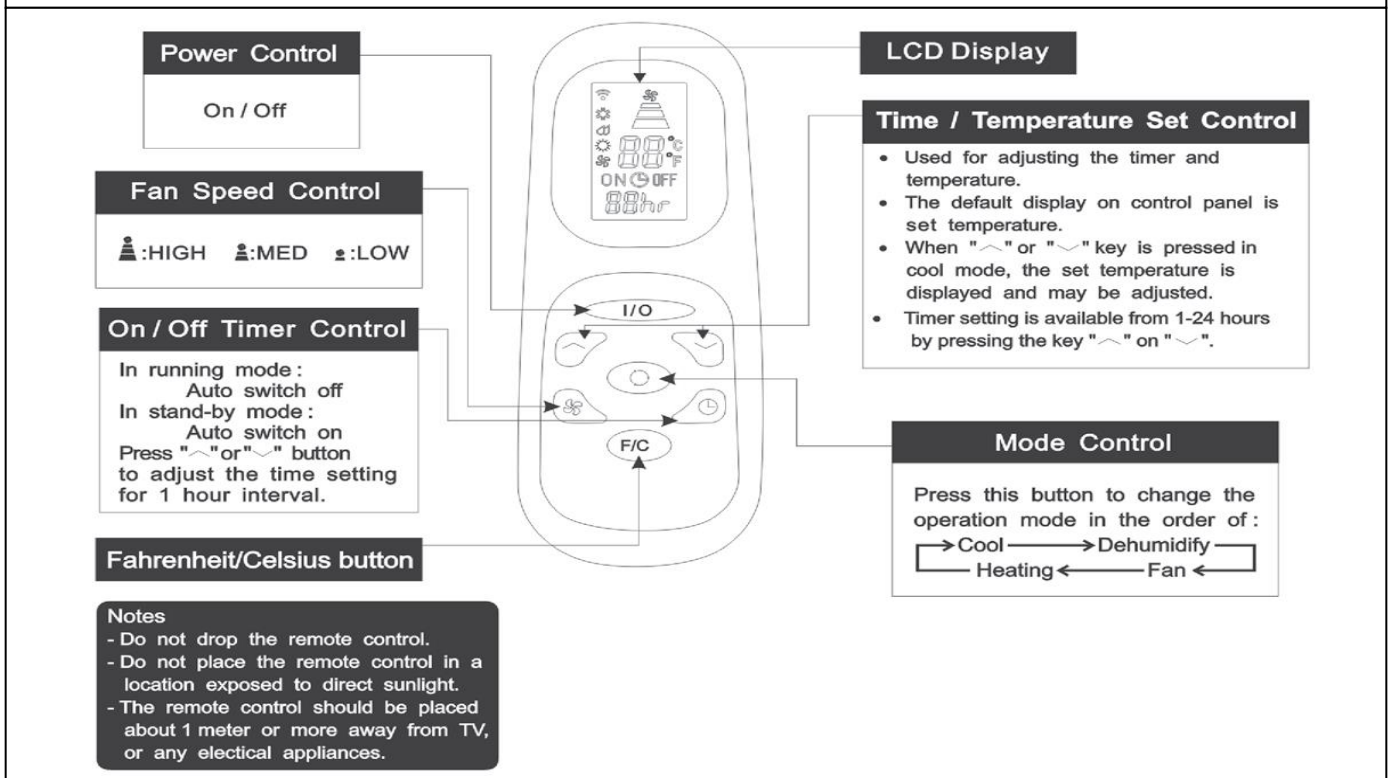 Power Control
On / Off
Fan Speed Control
:HIGH :MED :LOW
On / Off Timer Control
In running mode :
Auto switch off
In stand-by mode :
Auto switch on
Press "︿"or"﹀" button
to adjust the time setting
for 1 hour interval.
Fahrenheit/Celsius button
Notes
- Do not drop the remote control.
- Do not place the remote control in a
location exposed to direct sunlight.
- The remote control should be placed
about 1 meter or more away from TV,
or any electical appliances.
88°C
°F
ON OFF
88hr
I/O
F/C
LCD Display
Time / Temperature Set Control
• Used for adjusting the timer and
temperature.
• The default display on control panel is
set temperature.
• When "︿" or "﹀" key is pressed in
cool mode, the set temperature is
displayed and may be adjusted.
• Timer setting is available from 1-24 hours
by pressing the key "︿" on "﹀".
Mode Control
Press this button to change the
operation mode in the order of :
Cool Dehumidify
Heating Fan